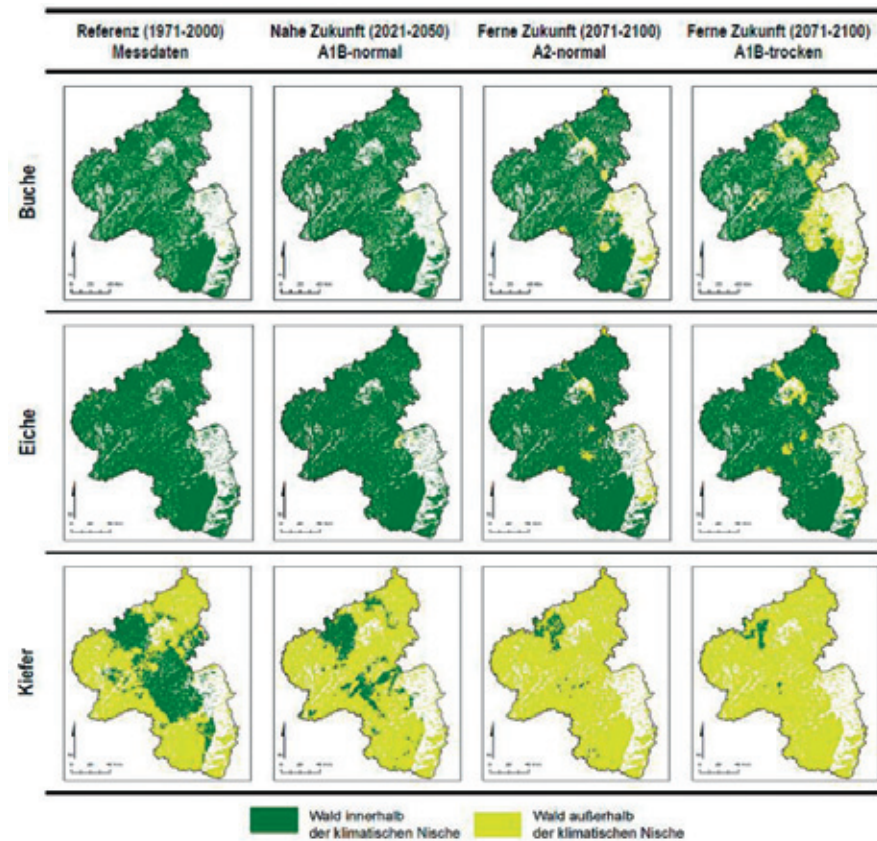 Referenz (1971-2000) Nahe Zukunft (2021-2050) Ferne Zukunft (2071-2100) Ferne Zukunft (2071-2100)
Messdaten A1B-normal A2-normal A1B-trocken
Buche
Eiche
Kiefer
Wald innerhalb Wald außerhalb
der klimatischen Nische der klimatischen Nische